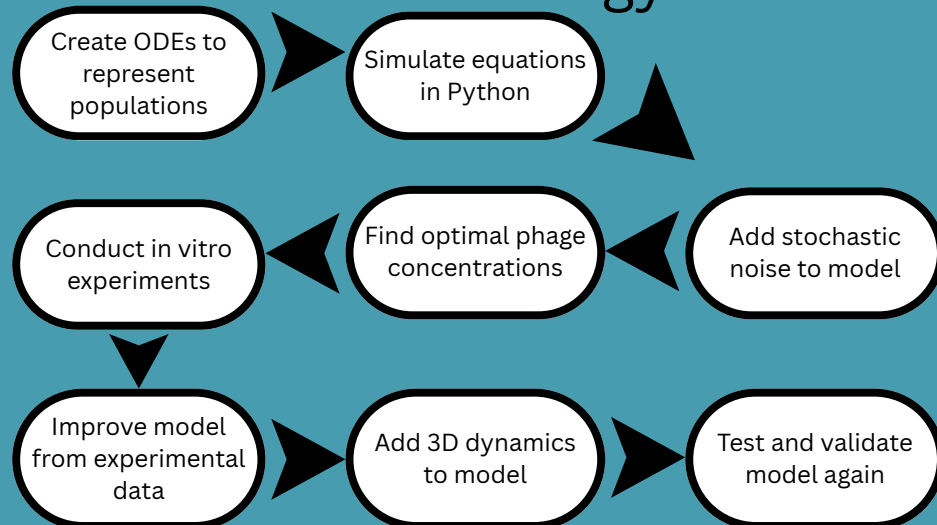 gy
Create ODEs to
represent
populations
Simulate equations
in Python
Add stochastic
noise to model
Find optimal phage
concentrations
Conduct in vitro
experiments
Improve model
from experimental
data
Add 3D dynamics
to model
Test and validate
model again